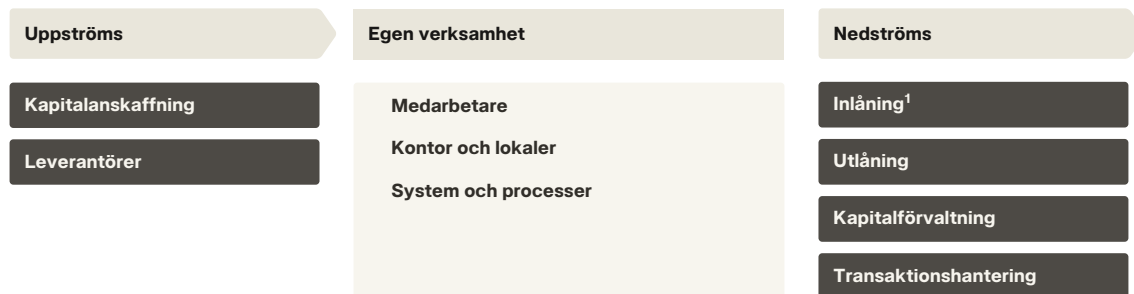 Uppströms
Kapitalanskaffning
Leverantörer
Egen verksamhet
Medarbetare
Kontor och lokaler
System och processer
Nedströms
Inlåning¹
Utlåning
Kapitalförvaltning
Transaktionshantering